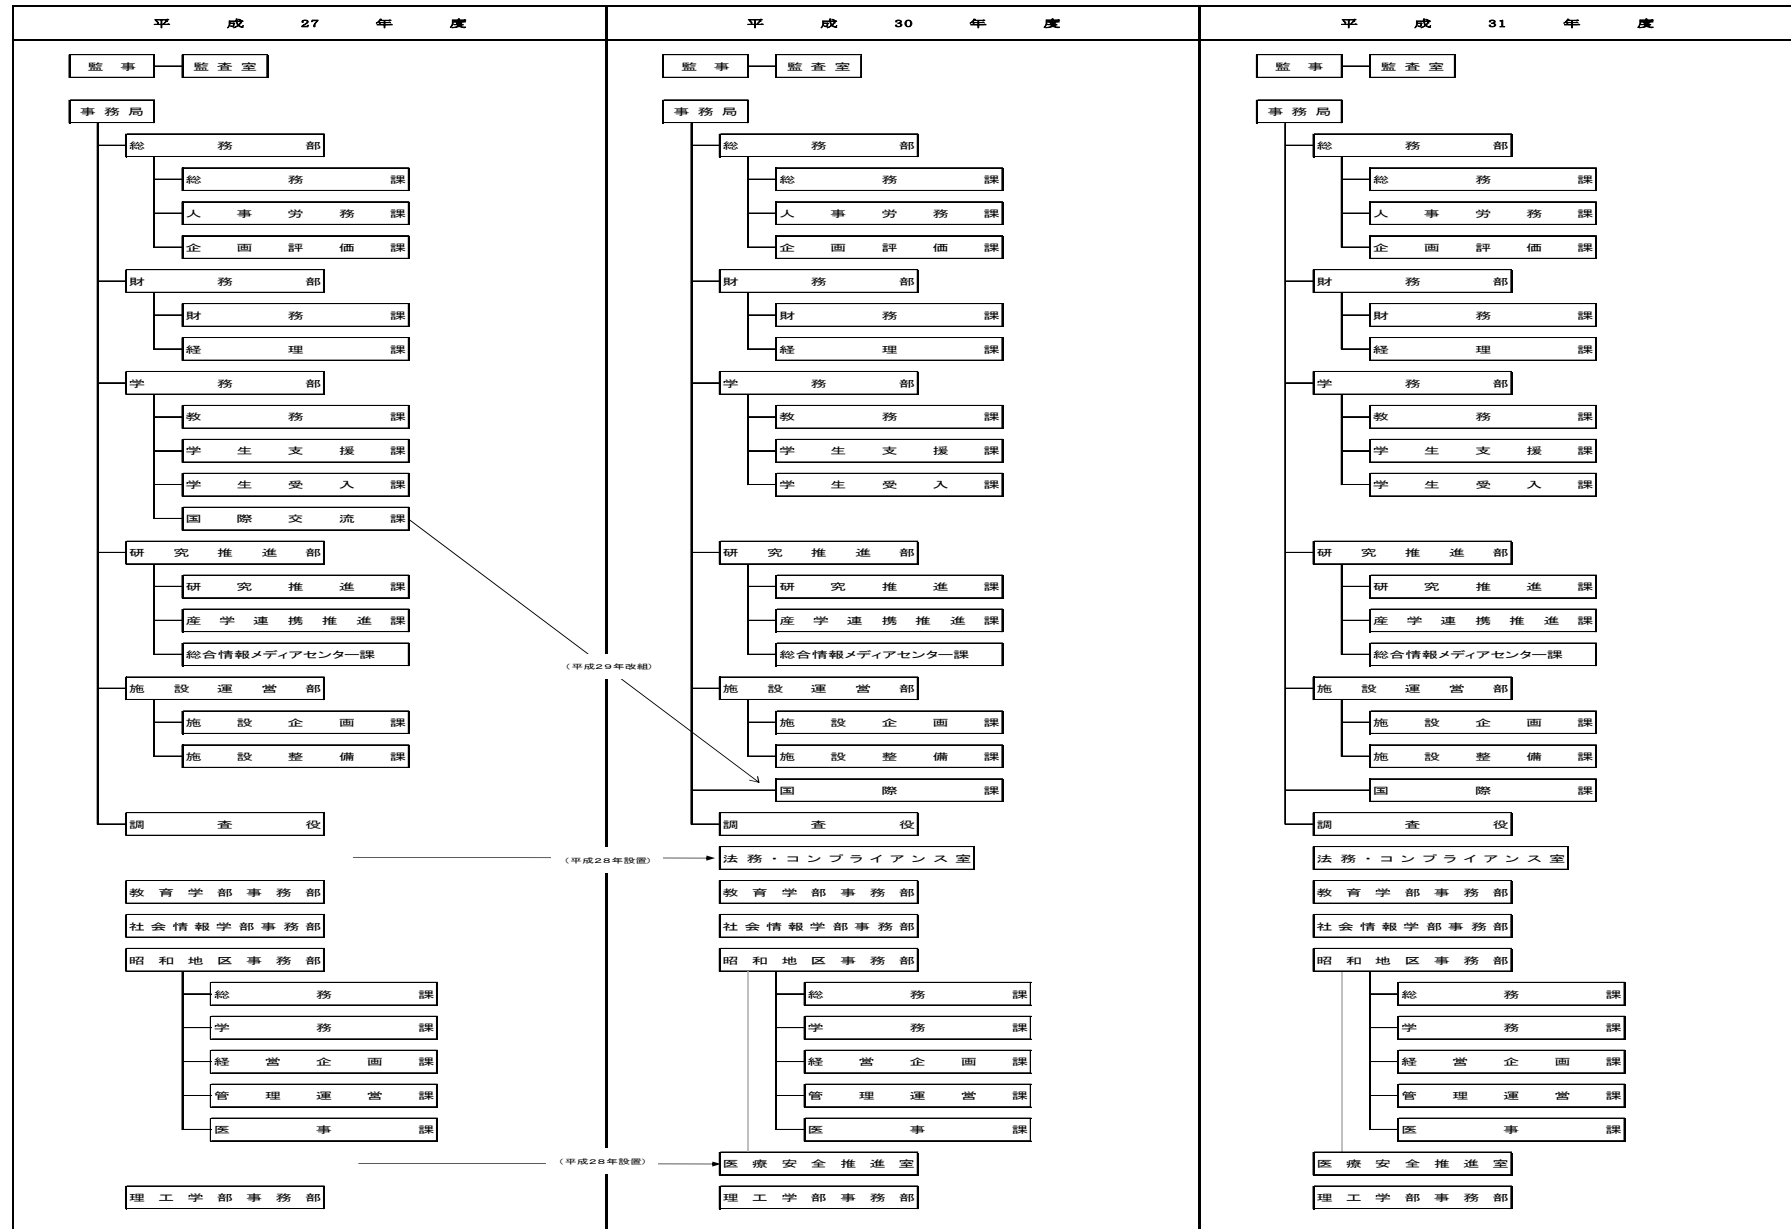 平成27年度
監事 監査室
事務局
総務部
総務課
人事労務課
企画評価課
財務部
財務課
経理課
学務部
教務課
学生支援課
学生受入課
国際交流課
研究推進部
研究推進課
産学連携推進課
総合情報メディアセンター課
施設運営部
施設企画課
施設整備課
調査役
教育学部事務部
社会情報学部事務部
昭和地区事務部
総務課
学務課
経営企画課
管理運営課
医事課
理工学部事務部
(平成29年改組)
(平成28年設置)
(平成28年設置)
平成30年度
監事 監査室
事務局
総務部
総務課
人事労務課
企画評価課
財務部
財務課
経理課
学務部
教務課
学生支援課
学生受入課
研究推進部
研究推進課
産学連携推進課
総合情報メディアセンター課
施設運営部
施設企画課
施設整備課
国際課
調査役
法務・コンプライアンス室
教育学部事務部
社会情報学部事務部
昭和地区事務部
総務課
学務課
経営企画課
管理運営課
医事課
医療安全推進室
理工学部事務部
平成31年度
監事 監査室
事務局
総務部
総務課
人事労務課
企画評価課
財務部
財務課
経理課
学務部
教務課
学生支援課
学生受入課
研究推進部
研究推進課
産学連携推進課
総合情報メディアセンター課
施設運営部
施設企画課
施設整備課
国際課
調査役
法務・コンプライアンス室
教育学部事務部
社会情報学部事務部
昭和地区事務部
総務課
学務課
経営企画課
管理運営課
医事課
医療安全推進室
理工学部事務部